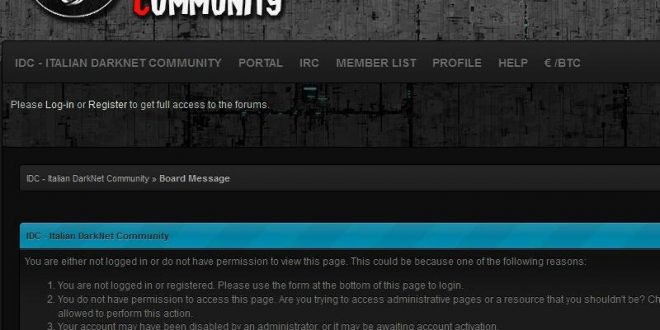 COMMUNITY
IDC - ITALIAN DARKNET COMMUNITY PORTAL IRC MEMBER LIST PROFILE HELP € /BTC
Please Log-in or Register to get full access to the forums.
IDC - Italian DarkNet Community » Board Message
IDC - Italian DarkNet Community
You are either not logged in or do not have permission to view this page. This could be because one of the following reasons:
1. You are not logged in or registered. Please use the form at the bottom of this page to login.
2. You do not have permission to access this page. Are you trying to access administrative pages or a resource that you shouldn't be? Ch
allowed to perform this action.
3. Your account may have been disabled by an administrator, or it may be awaiting account activation.